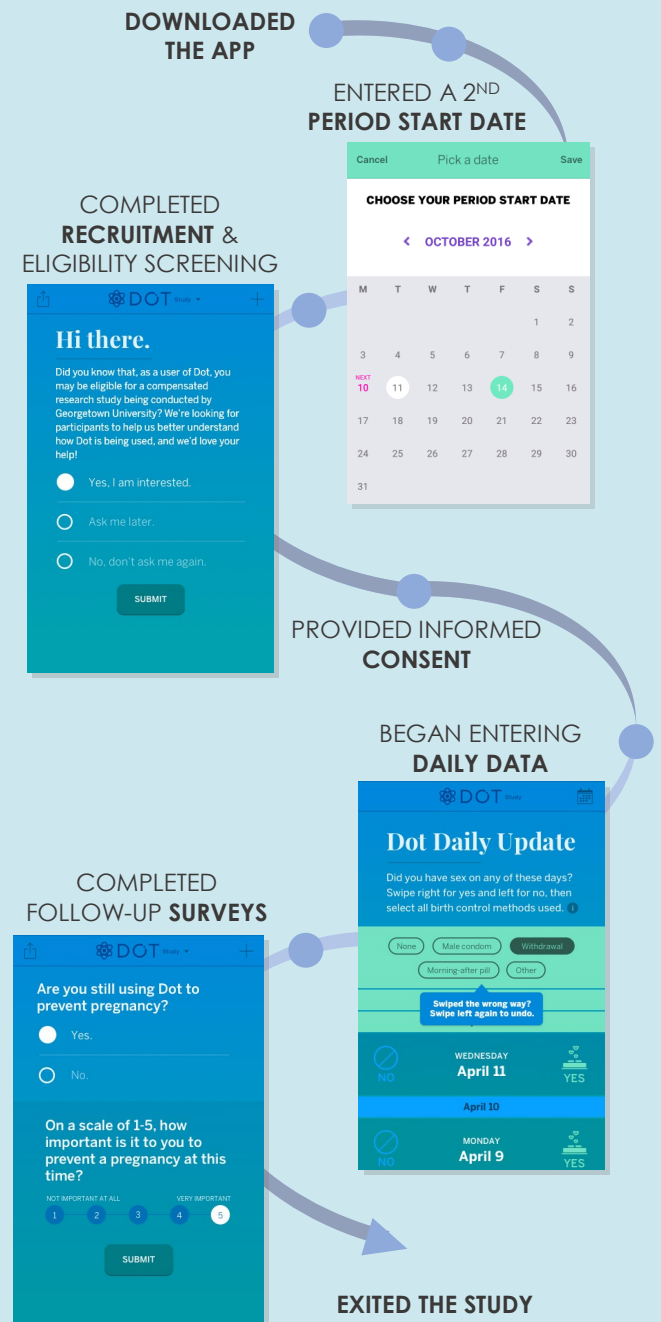 DOWNLOADED
THE APP
ENTERED A 2ND
PERIOD START DATE
Cancel Pick a date Save
CHOOSE YOUR PERIOD START DATE
< OCTOBER 2016 >
M T W T F S S
1 2
3 4 5 6 7 8 9
NEXT
10 11 12 13 14 15 16
17 18 19 20 21 22 23
24 25 26 27 28 29 30
31
COMPLETED
RECRUITMENT &
ELIGIBILITY SCREENING
DOT Study
Hi there.
Did you know that, as a user of Dot, you
may be eligible for a compensated
research study being conducted by
Georgetown University? We're looking for
participants to help us better understand
how Dot is being used, and we'd love your
help!
Yes, I am interested.
Ask me later.
No, don't ask me again.
SUBMIT
PROVIDED INFORMED
CONSENT
BEGAN ENTERING
DAILY DATA
DOT Study
Dot Daily Update
Did you have sex on any of these days?
Swipe right for yes and left for no, then
select all birth control methods used. i
None Male condom Withdrawal
Morning-after pill Other
Swiped the wrong way?
Swipe left again to undo.
WEDNESDAY
NO April 11 YES
April 10
MONDAY
NO April 9 YES
COMPLETED
FOLLOW-UP SURVEYS
DOT Study
Are you still using Dot to
prevent pregnancy?
Yes.
No.
On a scale of 1-5, how
important is it to you to
prevent a pregnancy at this
time?
NOT IMPORTANT AT ALL VERY IMPORTANT
1 2 3 4 5
SUBMIT
EXITED THE STUDY